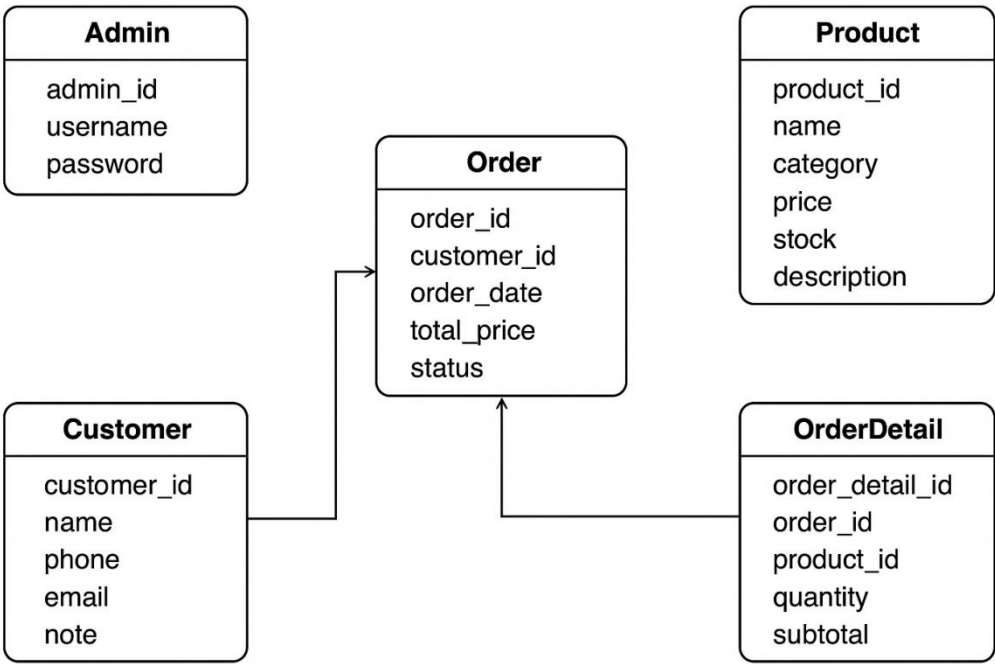 Admin
admin_id
username
password
Product
product_id
name
category
price
stock
description
Order
order_id
customer_id
order_date
total_price
status
Customer
customer_id
name
phone
email
note
OrderDetail
order_detail_id
order_id
product_id
quantity
subtotal